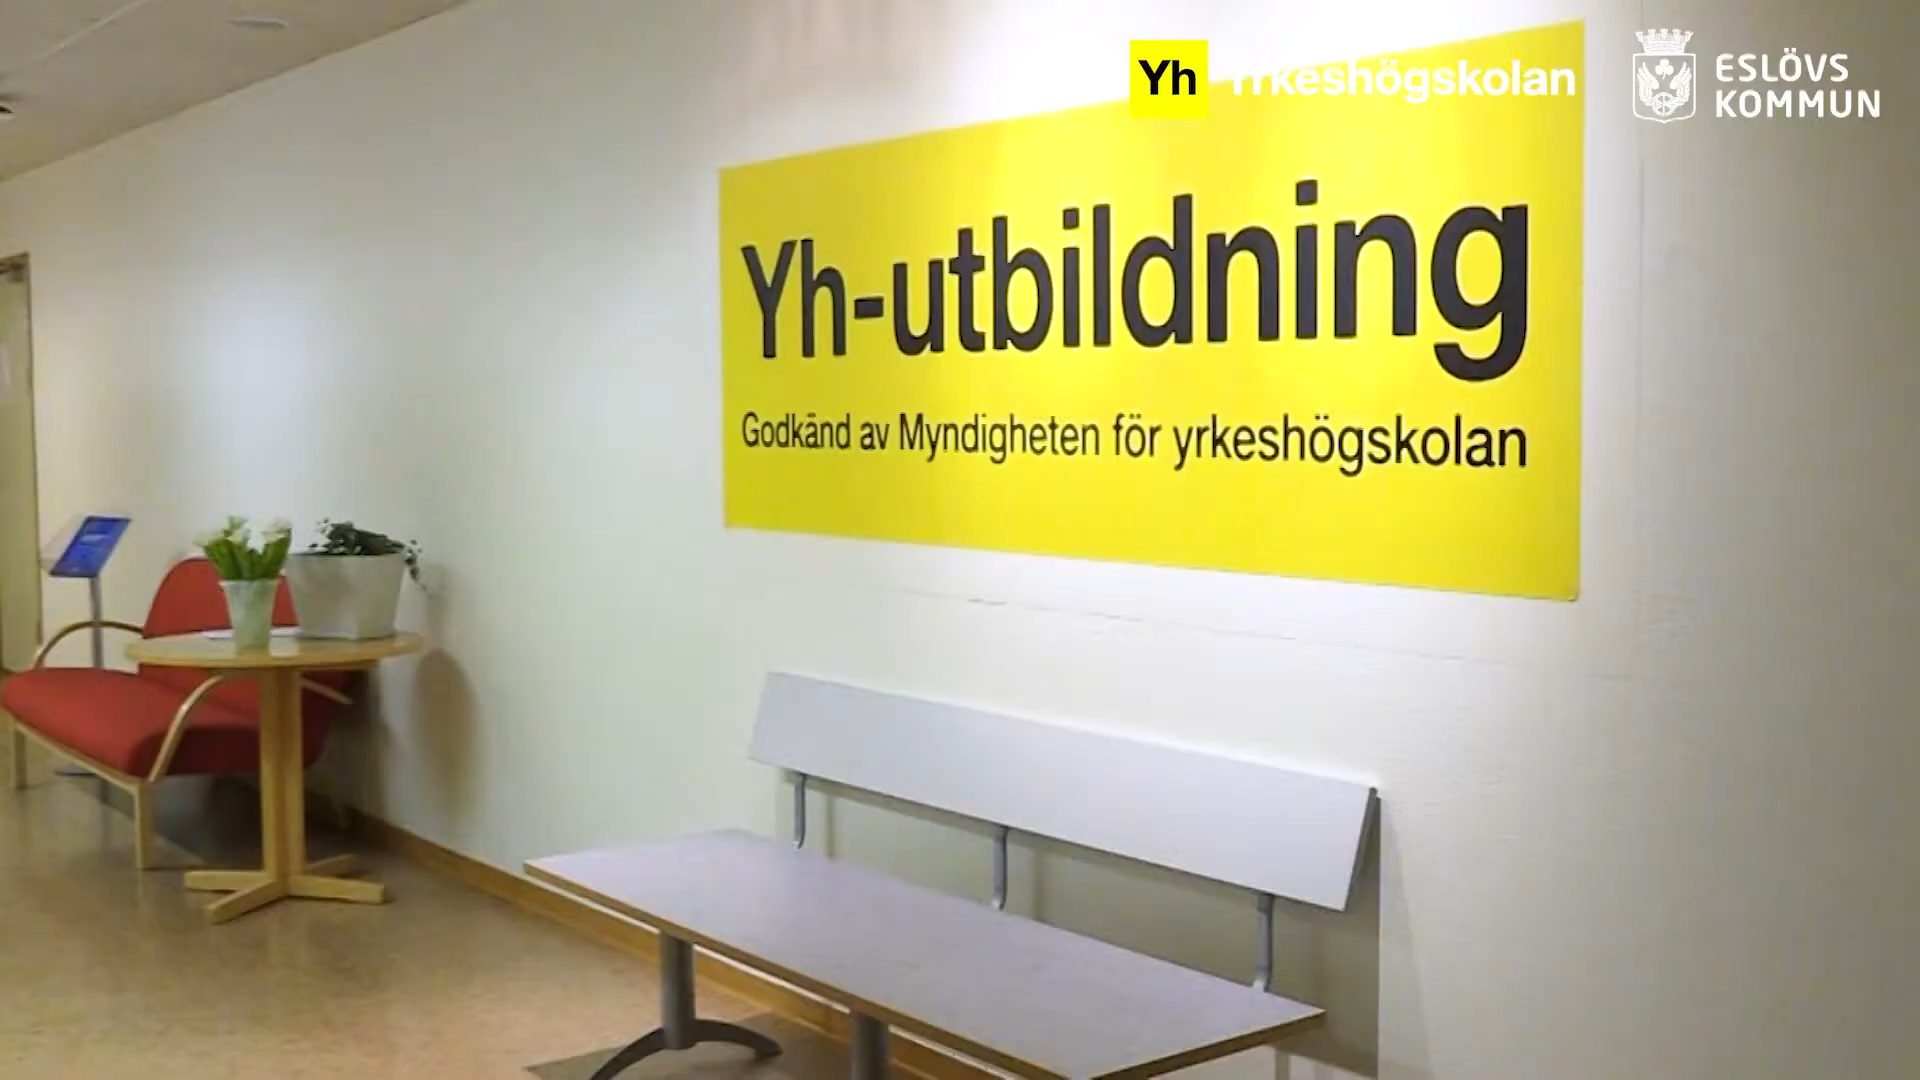 Yh Yrkeshögskolan
ESLÖVS
KOMMUN
Yh-utbildning
Godkänd av Myndigheten för yrkeshögskolan